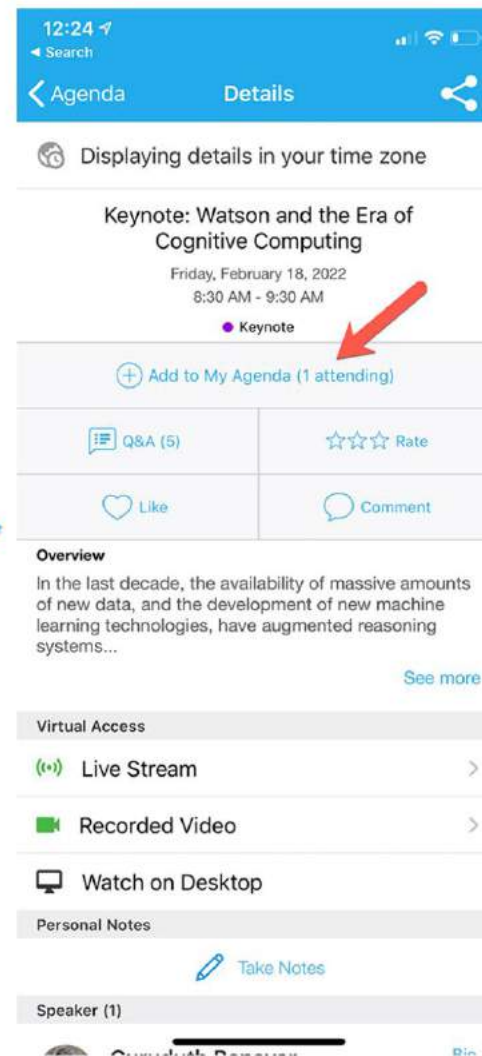 12:24
Search
Agenda
Details
Displaying details in your time zone
Keynote: Watson and the Era of
Cognitive Computing
Friday, February 18, 2022
8:30 AM - 9:30 AM
Keynote
Add to My Agenda (1 attending)
Q&A (5)
Rate
Like
Comment
Overview
In the last decade, the availability of massive amounts
of new data, and the development of new machine
learning technologies, have augmented reasoning
systems...
See more
Virtual Access
Live Stream
Recorded Video
Watch on Desktop
Personal Notes
Take Notes
Speaker (1)
Bio